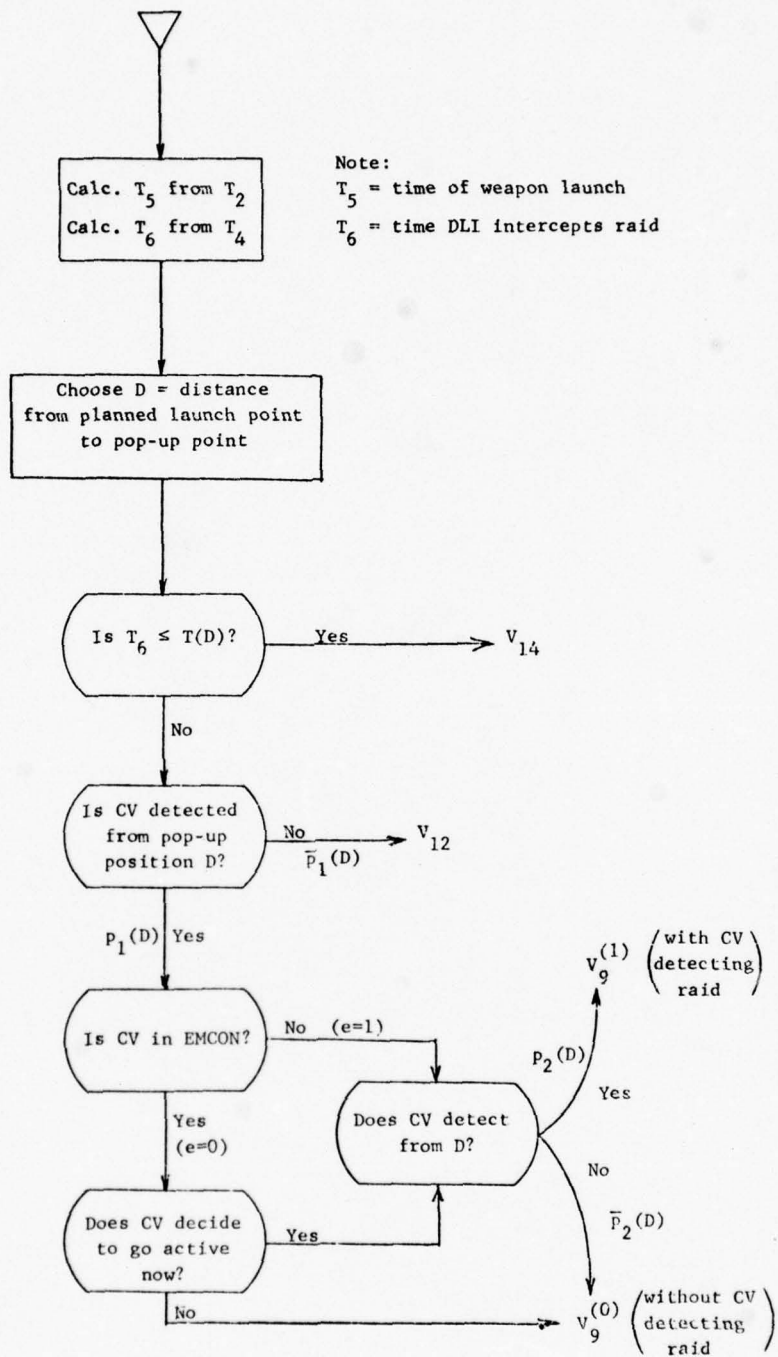 Calc. T5 from T2
Calc. T6 from T4
Note:
T5 = time of weapon launch
T6 = time DLI intercepts raid
Choose D = distance
from planned launch point
to pop-up point
Is T6 ≤ T(D)?
Yes
V14
No
Is CV detected
from pop-up
position D?
No
p̅1(D)
V12
p1(D) Yes
Is CV in EMCON?
No (e=1)
Yes
(e=0)
Does CV detect
from D?
p2(D)
Yes
V9(1) (with CV
detecting
raid)
No
p̅2(D)
Does CV decide
to go active
now?
Yes
No
V9(0) (without CV
detecting
raid)